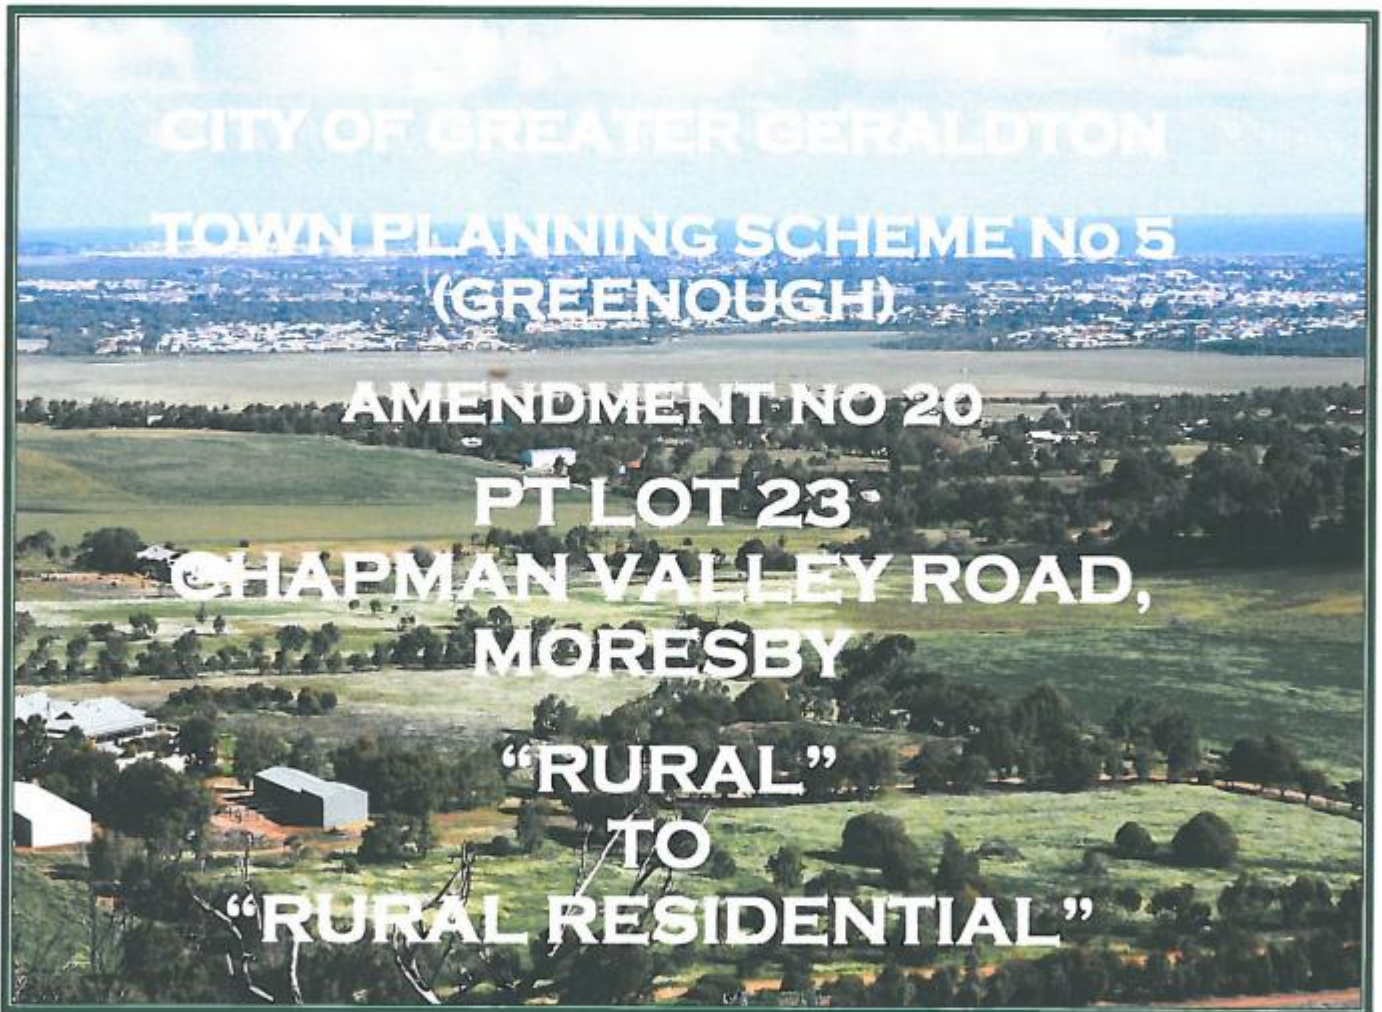 CITY OF GREATER GERALDTON
TOWN PLANNING SCHEME NO 5
(GREENOUGH)
AMENDMENT NO 20
PT LOT 23
CHAPMAN VALLEY ROAD,
MORESBY
“RURAL”
TO
“RURAL RESIDENTIAL”